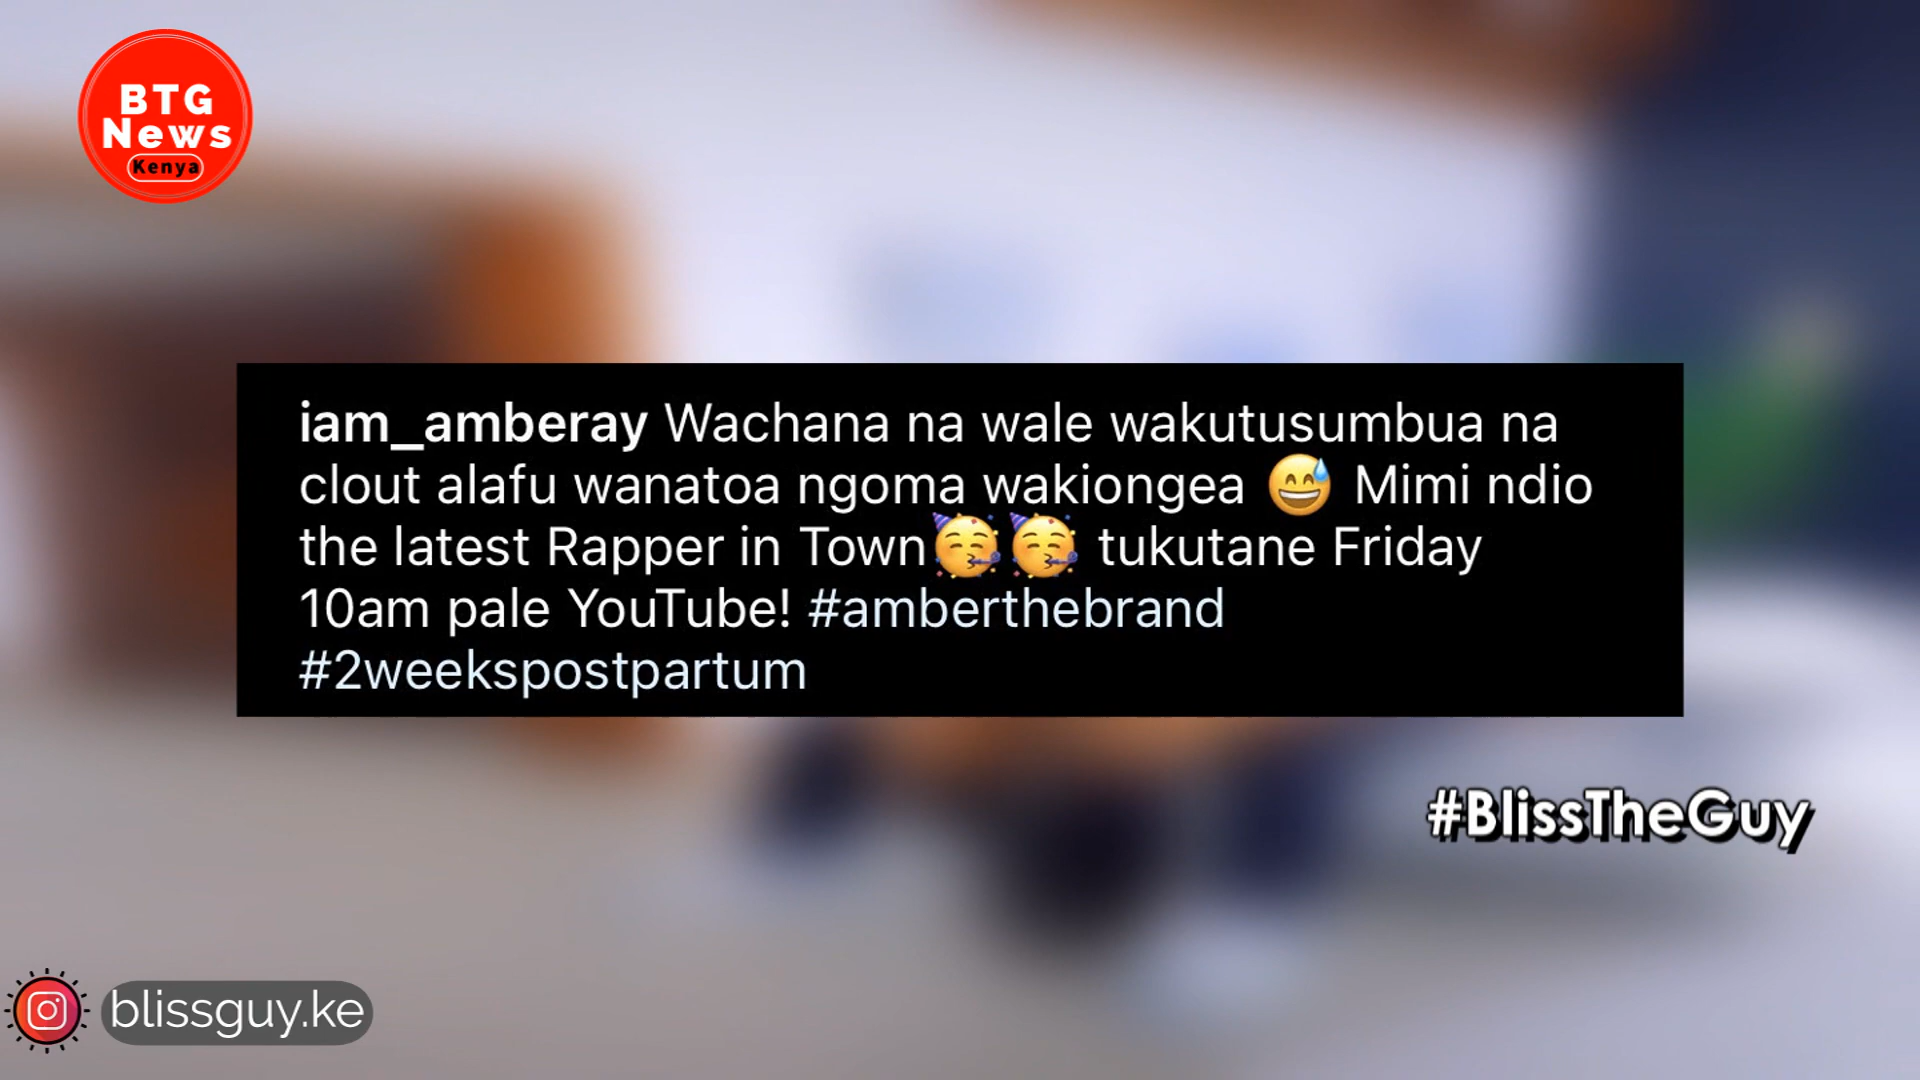 BTG
News
Kenya
iam_amberay Wachana na wale wakutusumbua na
clout alafu wanatoa ngoma wakiongea 😅 Mimi ndio
the latest Rapper in Town🥳🥳 tukutane Friday
10am pale YouTube! #amberthebrand
#2weekspostpartum
#BlissTheGuy
blissguy.ke